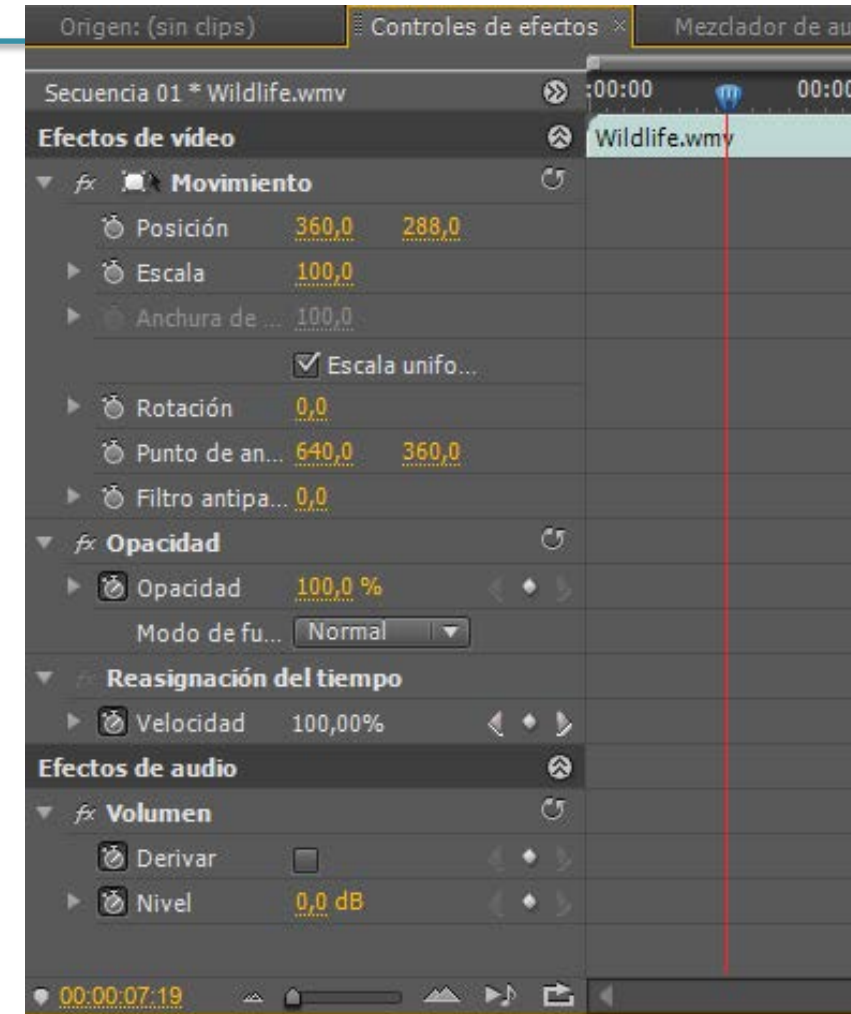 Origen: (sin clips) Controles de efectos × Mezclador de au
Secuencia 01 * Wildlife.wmv ;00:00 00:00
Efectos de vídeo Wildlife.wmv
fx Movimiento
Posición 360,0 288,0
Escala 100,0
Anchura de ... 100,0
Escala unifo...
Rotación 0,0
Punto de an... 640,0 360,0
Filtro antipa... 0,0
fx Opacidad
Opacidad 100,0 %
Modo de fu... Normal
fx Reasignación del tiempo
Velocidad 100,00%
Efectos de audio
fx Volumen
Derivar
Nivel 0,0 dB
00:00:07:19